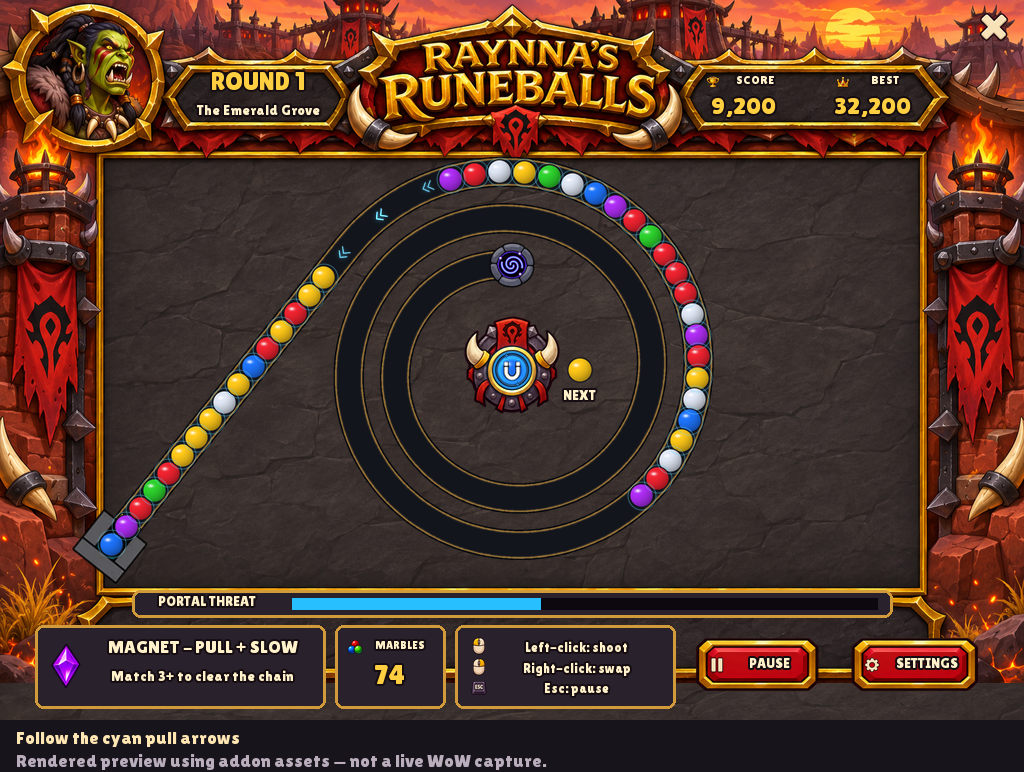 RAYNNA'S
RUNEBALLS
ROUND 1
The Emerald Grove
SCORE
9,200
BEST
32,200
NEXT
PORTAL THREAT
MAGNET – PULL + SLOW
Match 3+ to clear the chain
MARBLES
74
Left-click: shoot
Right-click: swap
ESC
Esc: pause
PAUSE
SETTINGS
Follow the cyan pull arrows
Rendered preview using addon assets — not a live WoW capture.